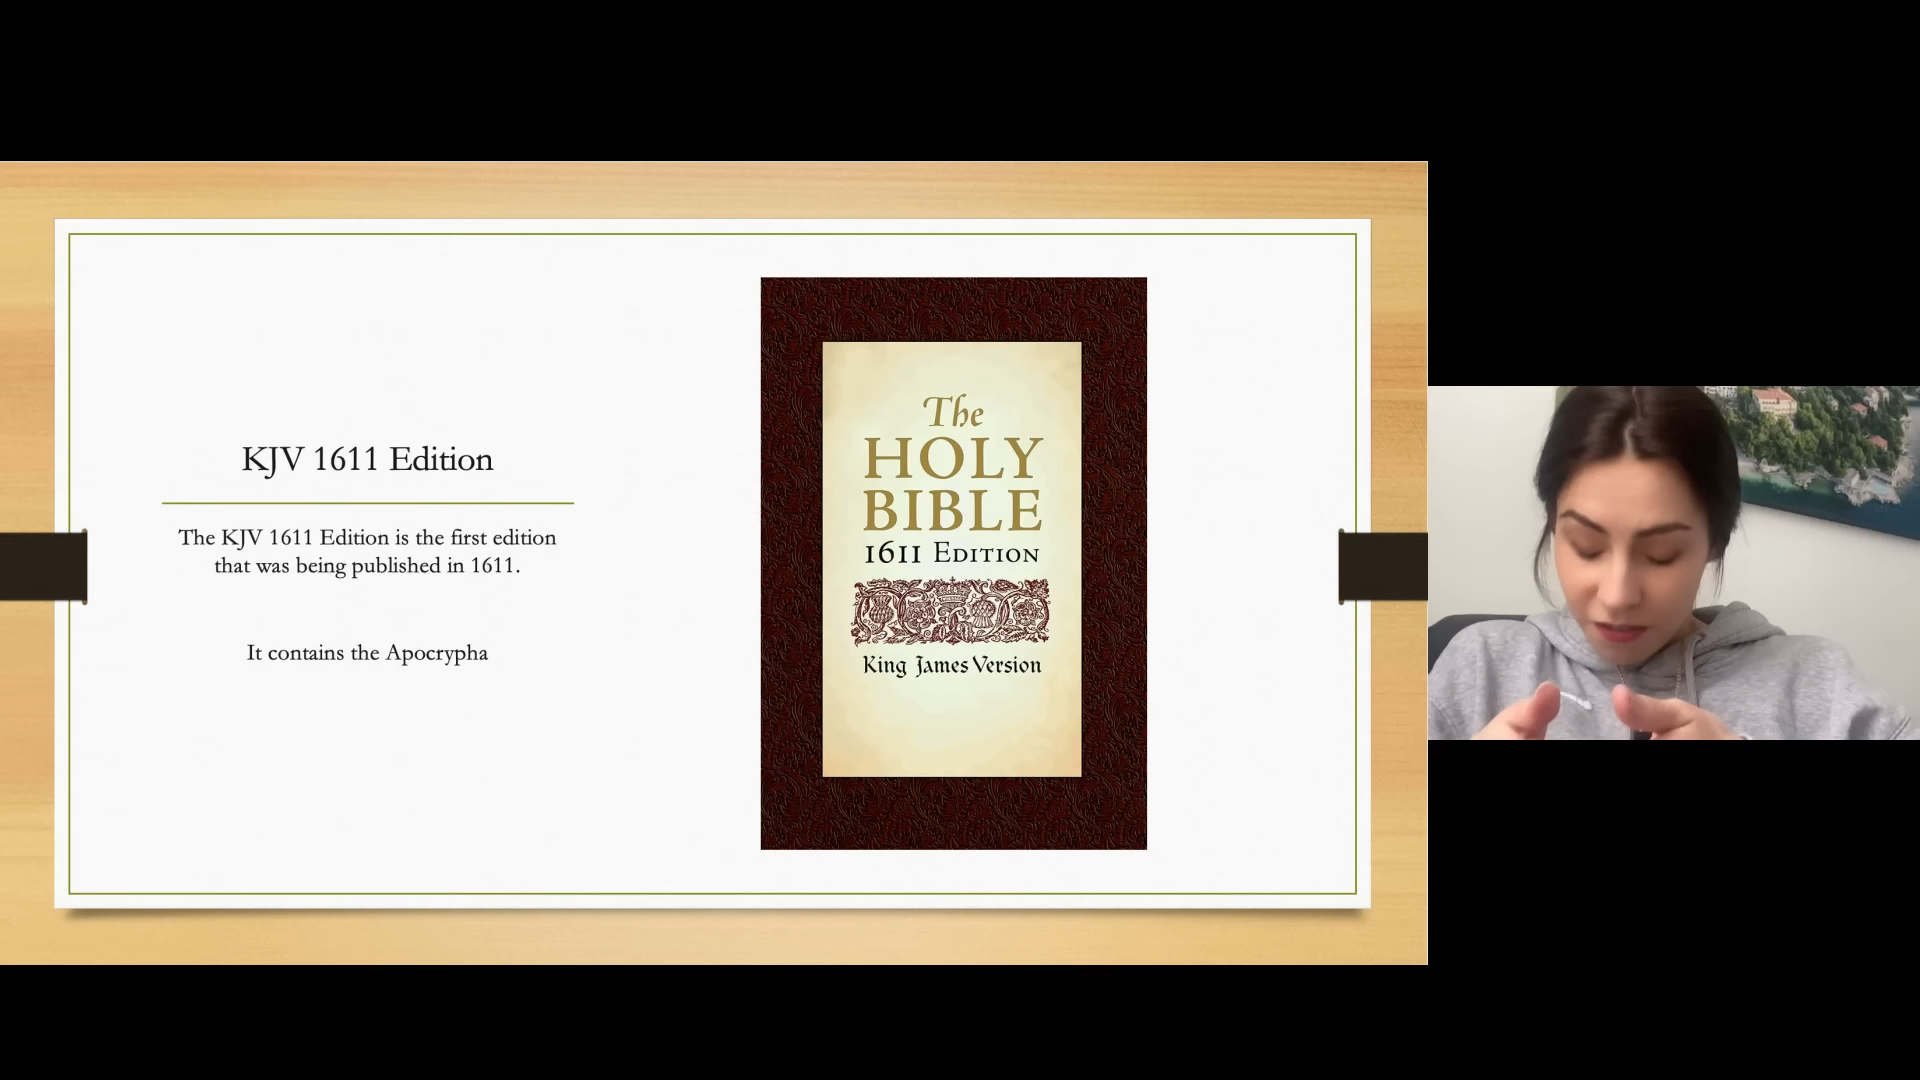 KJV 1611 Edition
The KJV 1611 Edition is the first edition
that was being published in 1611.
It contains the Apocrypha
The
HOLY
BIBLE
1611 EDITION
King James Version